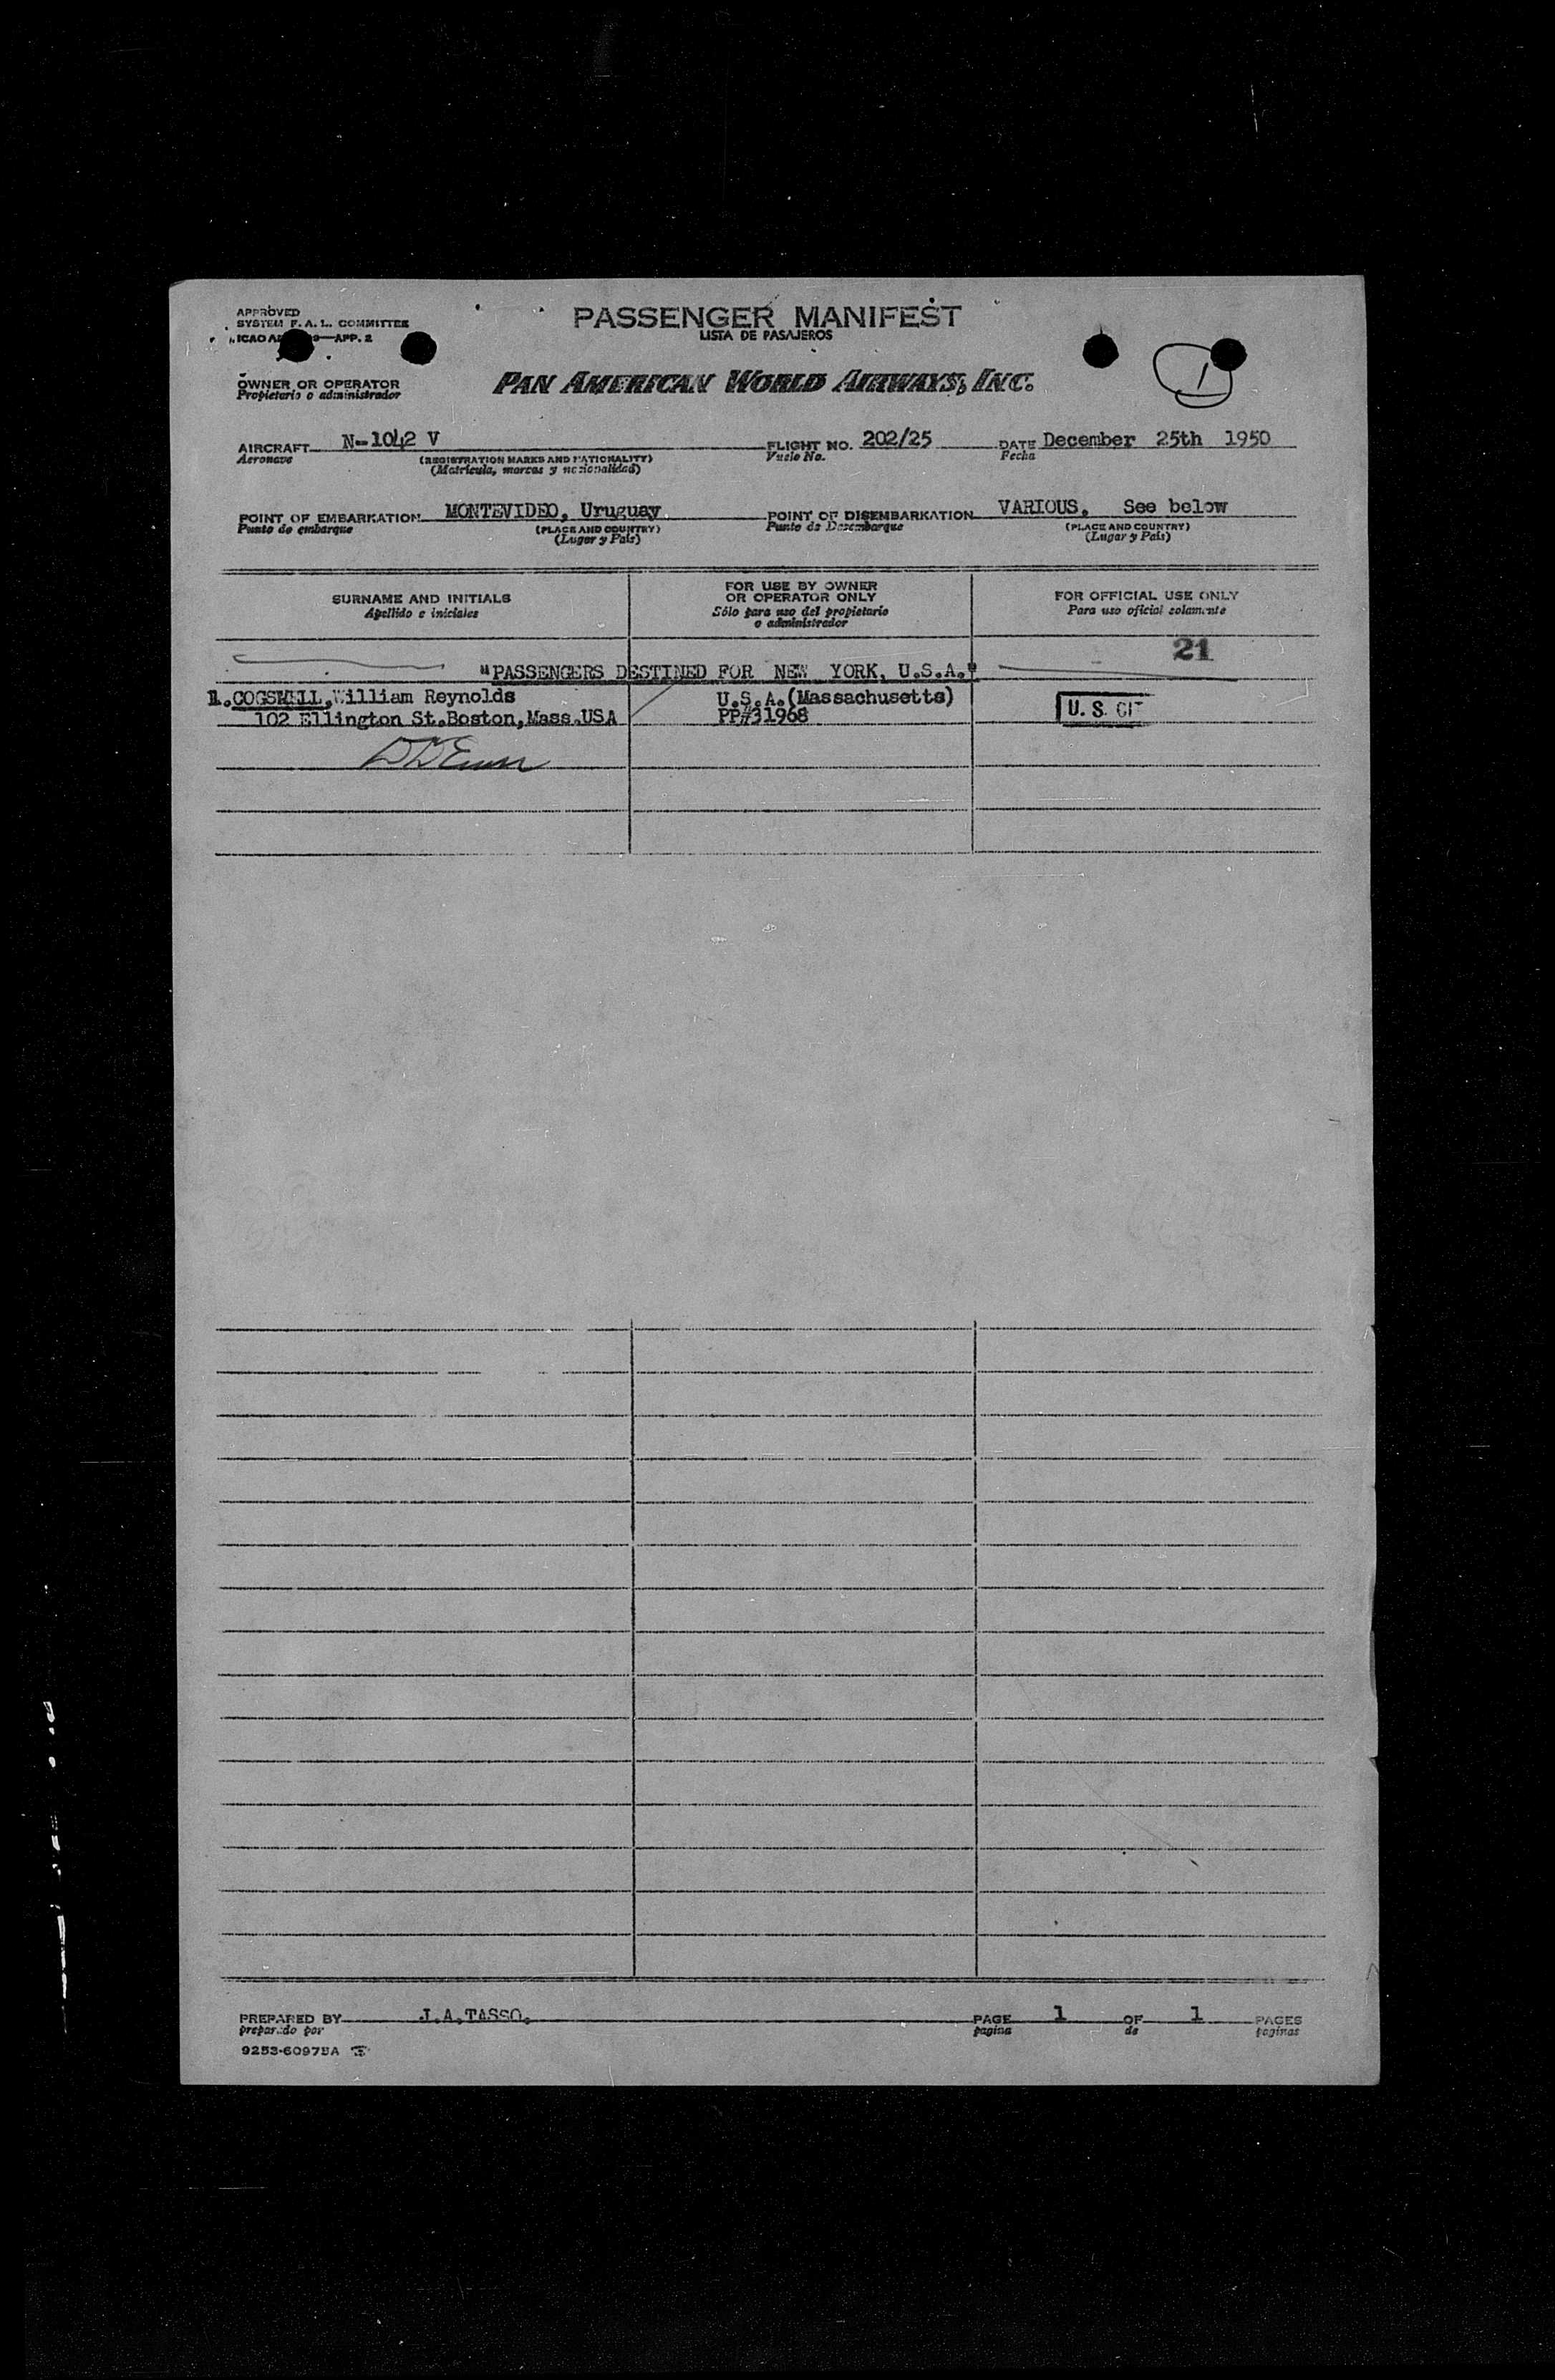 APPROVED
SYSTEM F.A.L. COMMITTEE
ICAO APP. 2
PASSENGER MANIFEST
LISTA DE PASAJEROS
1
OWNER OR OPERATOR
Propietario o administrador
PAN AMERICAN WORLD AIRWAYS, INC.
AIRCRAFT N-1042 V FLIGHT NO. 202/25 DATE December 25th 1950
Aeronave (REGISTRATION MARKS AND NATIONALITY) Vuelo No. Fecha
(Matrícula, marcas y nacionalidad)
POINT OF EMBARKATION MONTEVIDEO, Uruguay POINT OF DISEMBARKATION VARIOUS. See below
Punto de embarque (PLACE AND COUNTRY) Punto de Desembarque (PLACE AND COUNTRY)
(Lugar y País) (Lugar y País)
SURNAME AND INITIALS
Apellido e iniciales
FOR USE BY OWNER
OR OPERATOR ONLY
Sólo para uso del propietario
o administrador
FOR OFFICIAL USE ONLY
Para uso oficial solamente
21
"PASSENGERS DESTINED FOR NEW YORK, U.S.A."
1.COGSWELL,William Reynolds U.S.A.(Massachusetts)
102 Ellington St.Boston,Mass.USA PP#31968 U.S. CIT
PREPARED BY J.A.TASSO. PAGE 1 OF 1 PAGES
preparado por pagina de paginas
9253-60975A